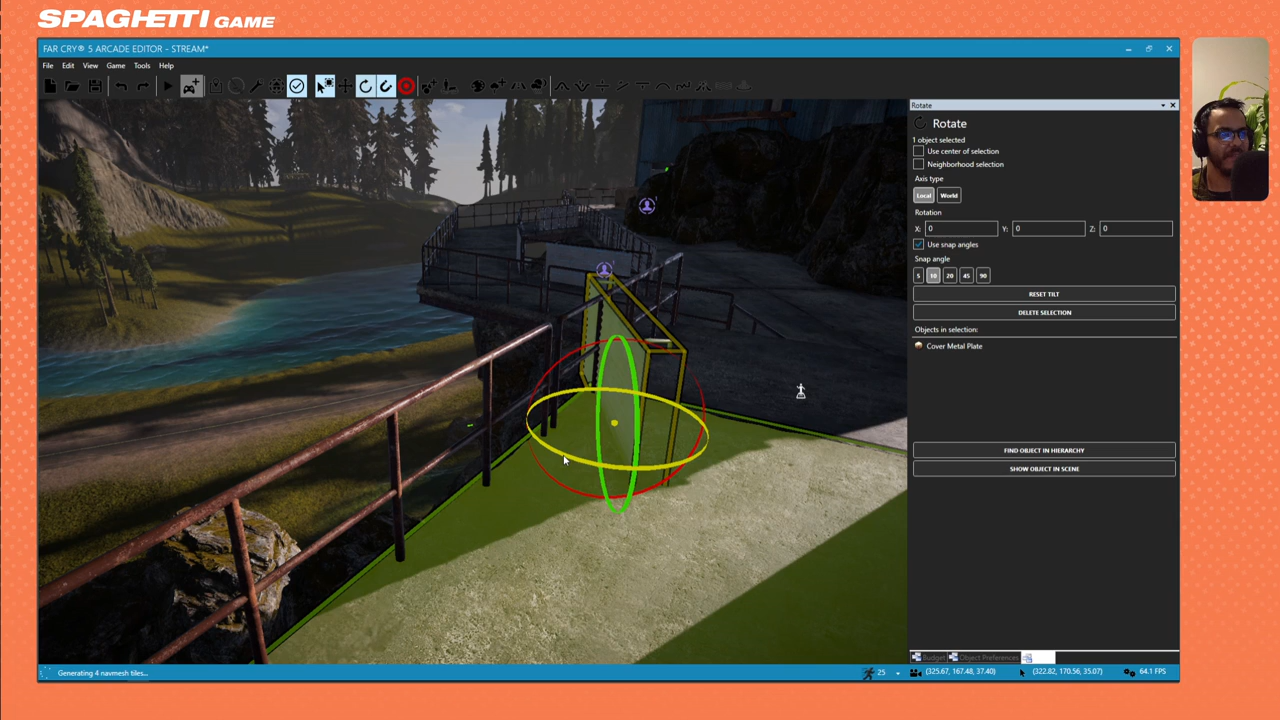 SPAGHETTI GAME
FAR CRY® 5 ARCADE EDITOR - STREAM*
File Edit View Game Tools Help
Rotate
Rotate
1 object selected
Use center of selection
Neighborhood selection
Axis type
Local World
Rotation
X: 0 Y: 0 Z: 0
Use snap angles
Snap angle
5 10 20 45 90
RESET TILT
DELETE SELECTION
Objects in selection:
Cover Metal Plate
FIND OBJECT IN HIERARCHY
SHOW OBJECT IN SCENE
Budget Object Preferences
Generating 4 navmesh tiles... 25 (325.67, 167.48, 37.40) (322.82, 170.56, 35.07) 64.1 FPS